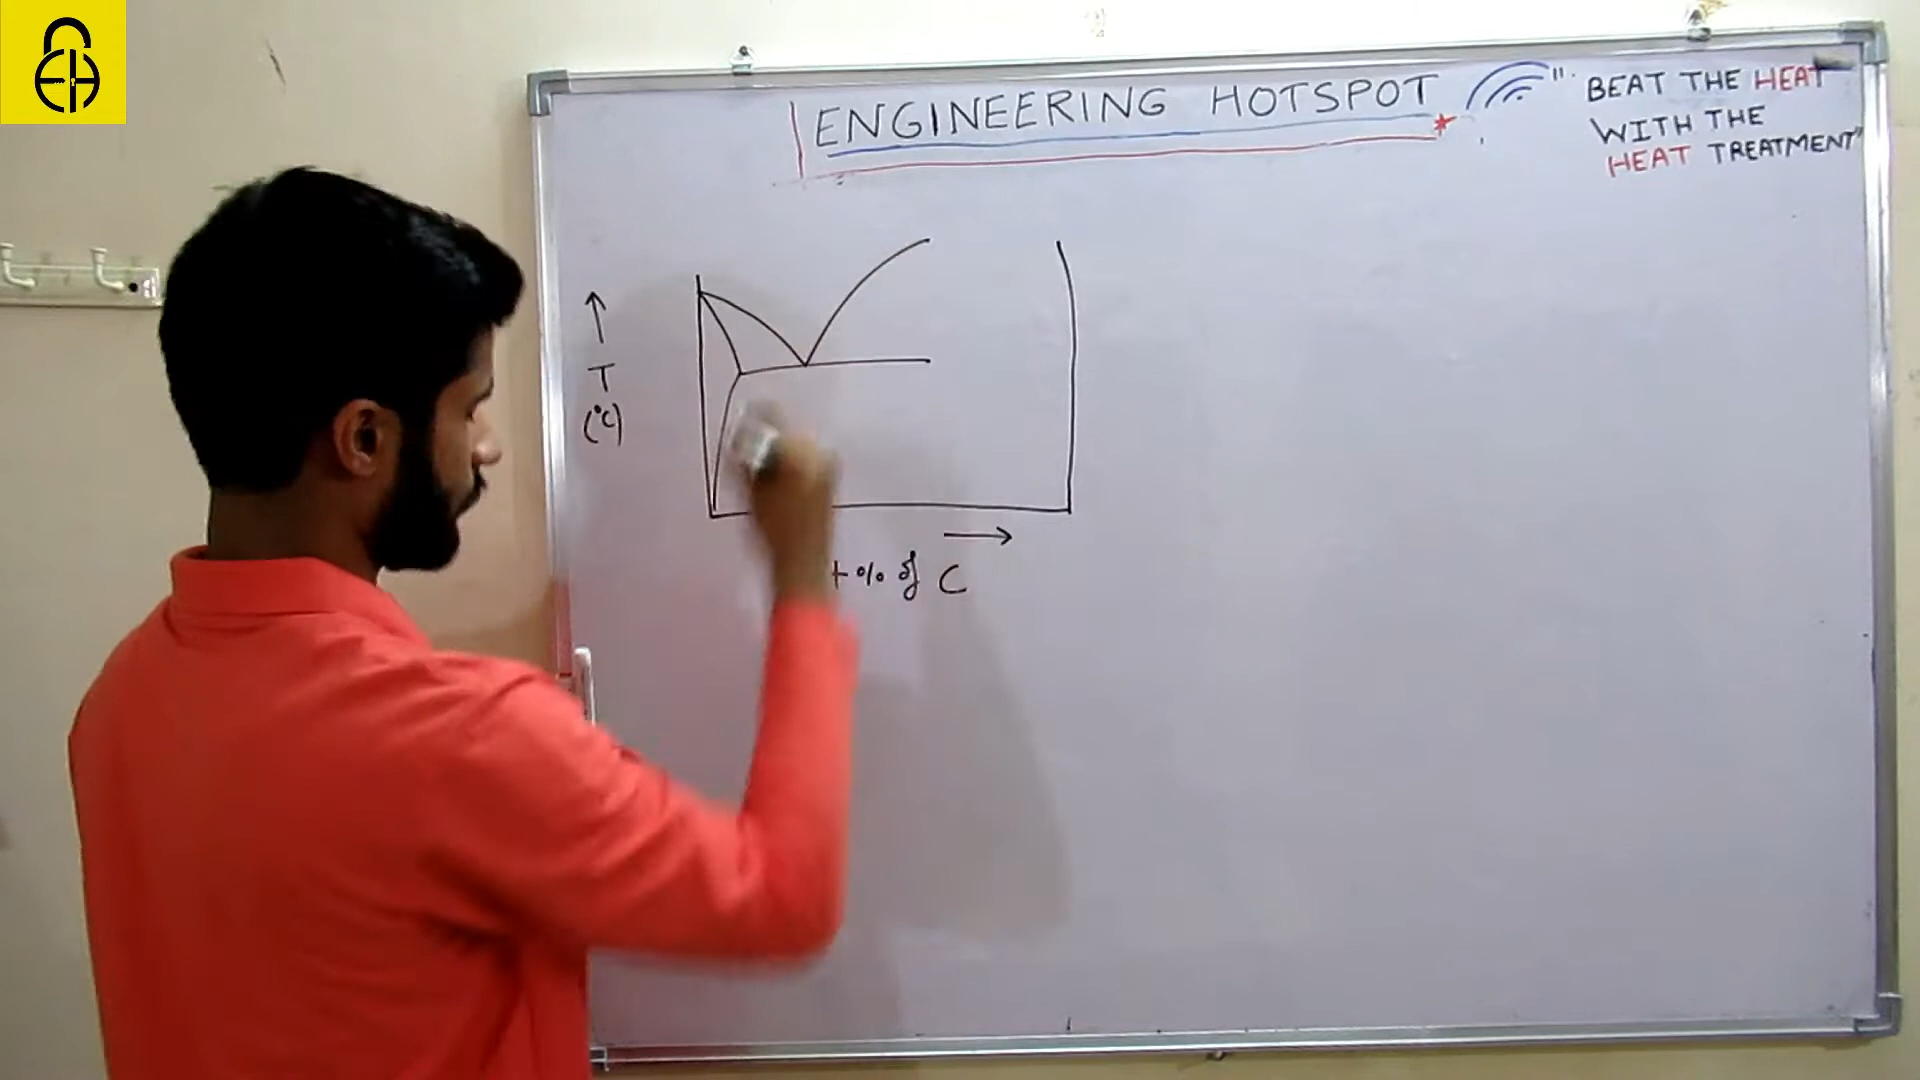 ENGINEERING HOTSPOT
". BEAT THE HEAT
WITH THE
HEAT TREATMENT"
T
(°C)
% of C